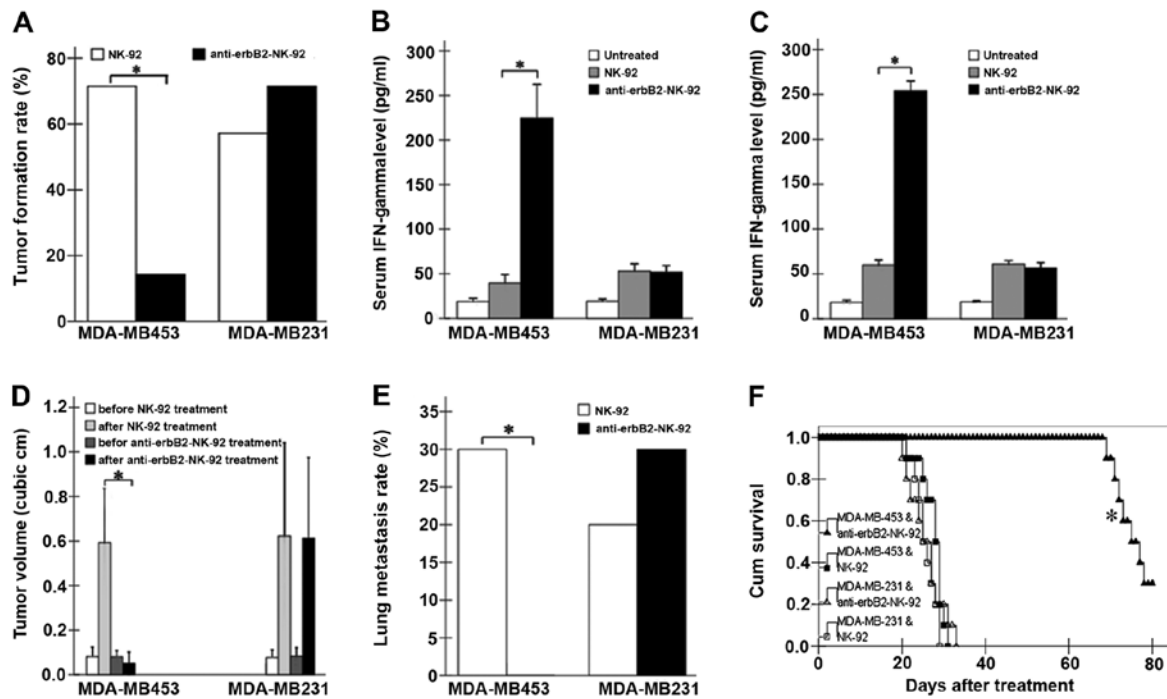 A
NK-92 anti-erbB2-NK-92
Tumor formation rate (%)
80
60
40
20
0
*
MDA-MB453 MDA-MB231
B
Untreated
NK-92
anti-erbB2-NK-92
Serum IFN-gammalevel (pg/ml)
300
250
200
150
100
50
0
*
MDA-MB453 MDA-MB231
C
Untreated
NK-92
anti-erbB2-NK-92
Serum IFN-gammalevel (pg/ml)
300
250
200
150
100
50
0
*
MDA-MB453 MDA-MB231
D
before NK-92 treatment
after NK-92 treatment
befor anti-erbB2-NK-92 treatment
after anti-erbB2-NK-92 treatment
Tumor volume (cubic cm)
1.2
1.0
0.8
0.6
0.4
0.2
0.0
*
MDA-MB453 MDA-MB231
E
NK-92
anti-erbB2-NK-92
Lung metastasis rate (%)
35
30
25
20
15
10
5
0
*
MDA-MB453 MDA-MB231
F
Cum survival
1.0
0.8
0.6
0.4
0.2
0.0
MDA-MB-453 &
anti-erbB2-NK-92
MDA-MB-453 &
NK-92
MDA-MB-231 &
anti-erbB2-NK-92
MDA-MB-231 &
NK-92
*
0 20 40 60 80
Days after treatment